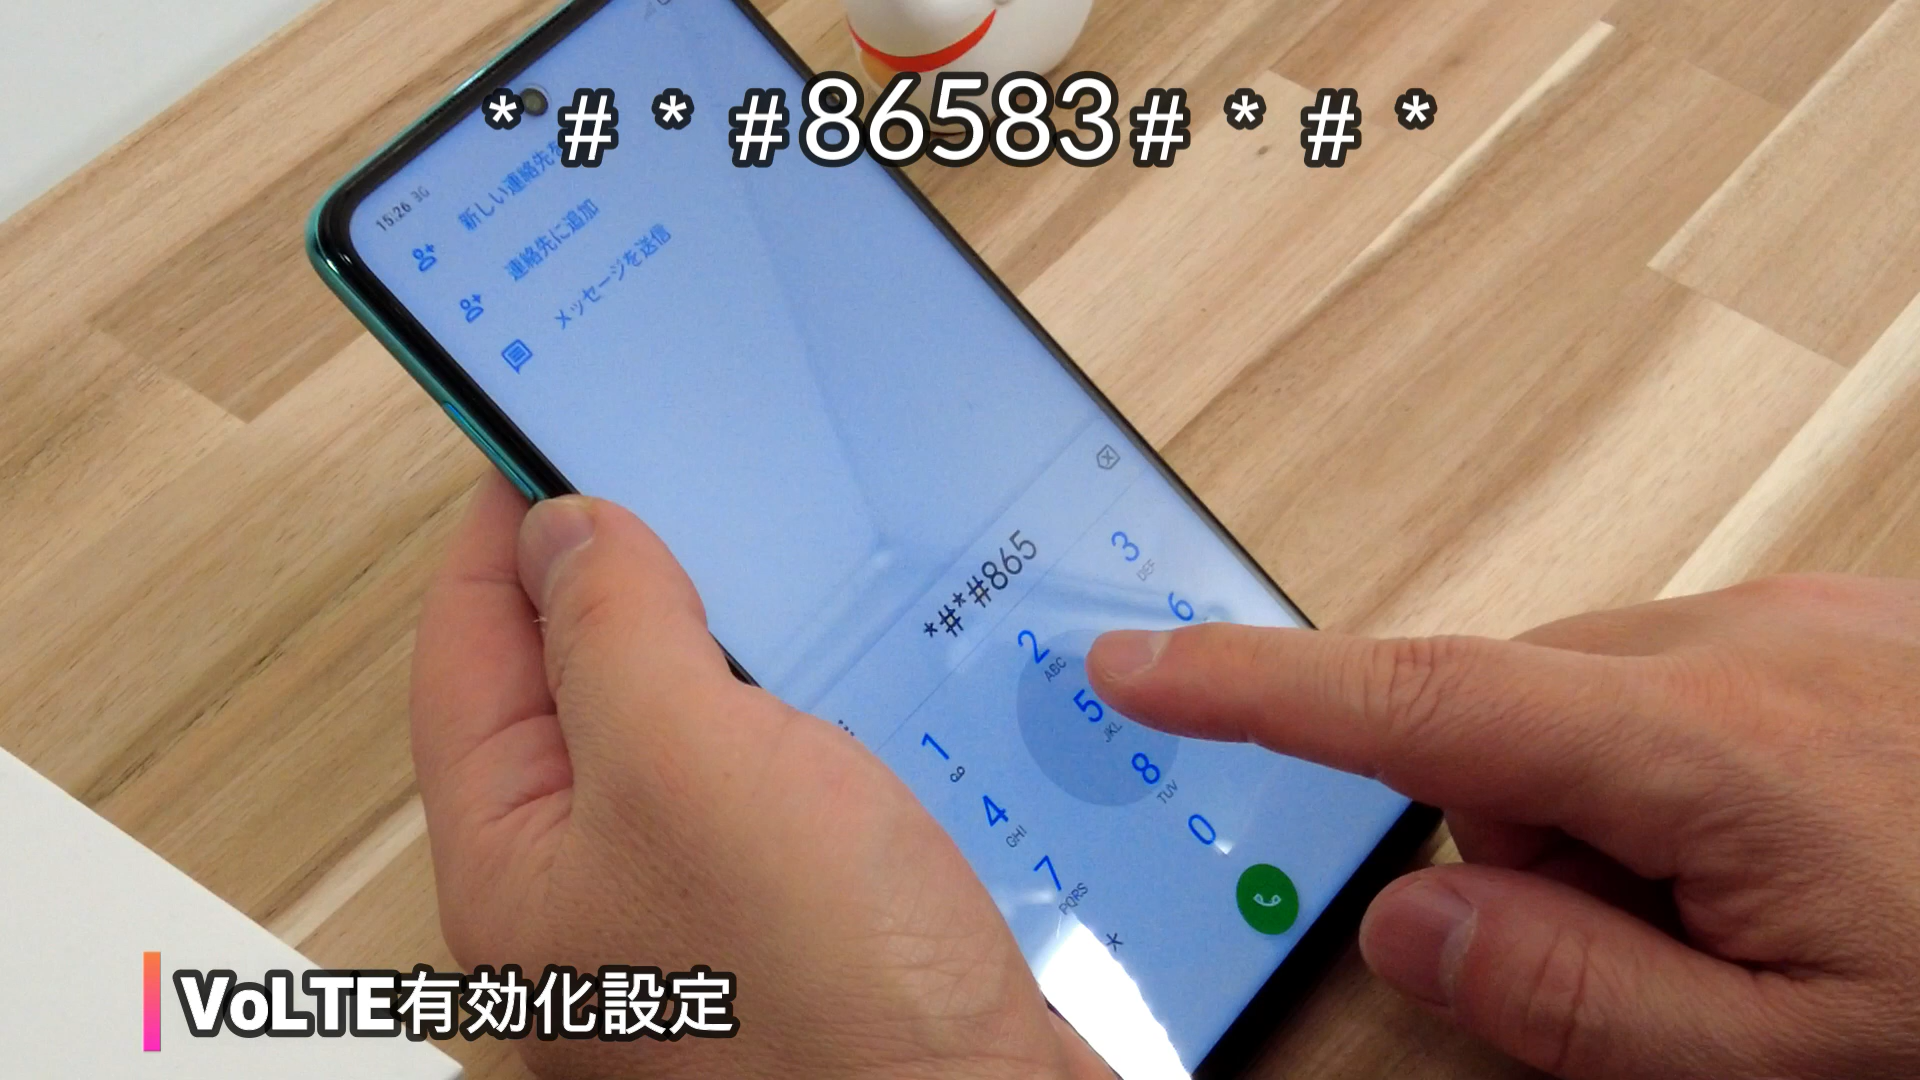 *#*#86583#*#*
15:26 3G
新しい連絡先を
連絡先に追加
メッセージを送信
*#*#865
1
2 ABC
3 DEF
4 GHI
5 JKL
6
7 PQRS
8 TUV
*
0
VoLTE有効化設定